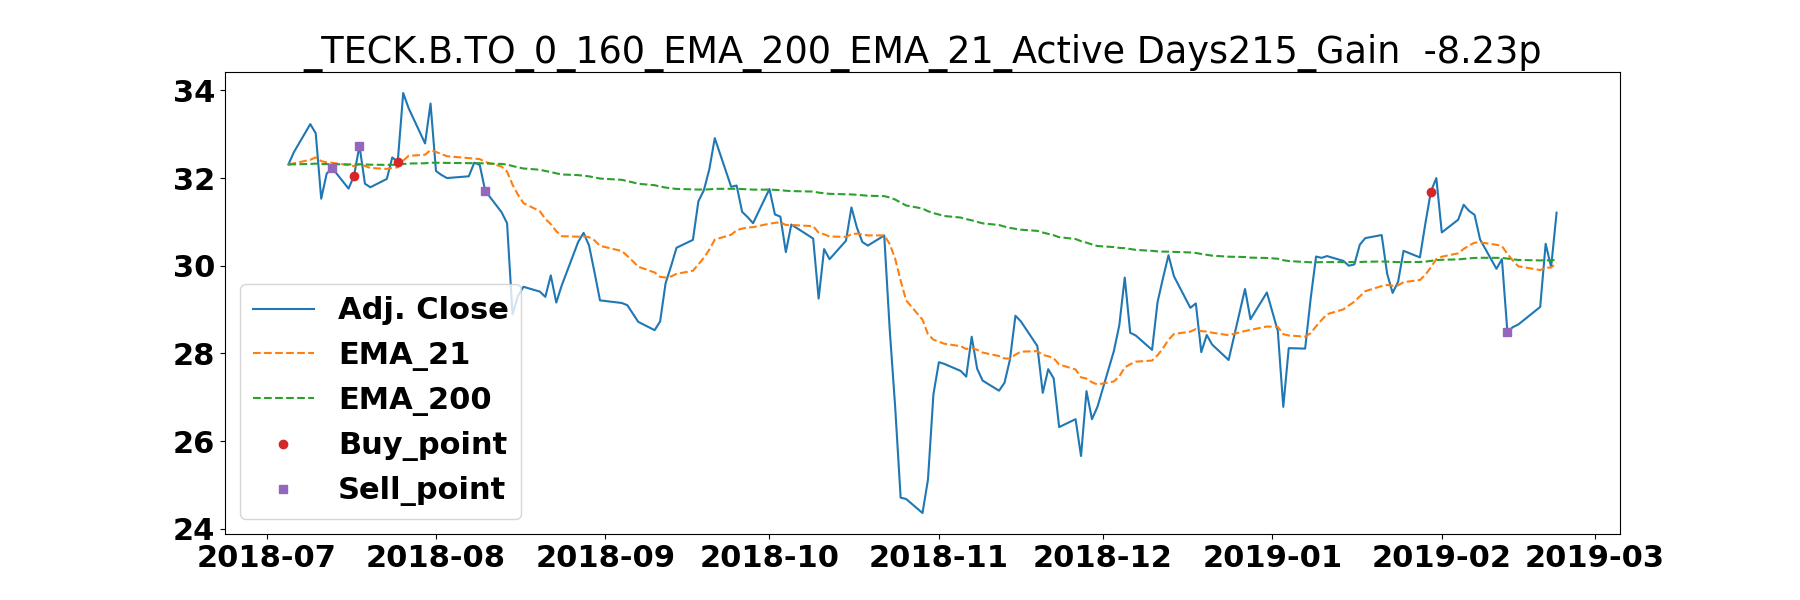 _TECK.B.TO_0_160_EMA_200_EMA_21_Active Days215_Gain  -8.23p
34
32
30
28
26
24
Adj. Close
EMA_21
EMA_200
Buy_point
Sell_point
2018-07 2018-08 2018-09 2018-10 2018-11 2018-12 2019-01 2019-02 2019-03